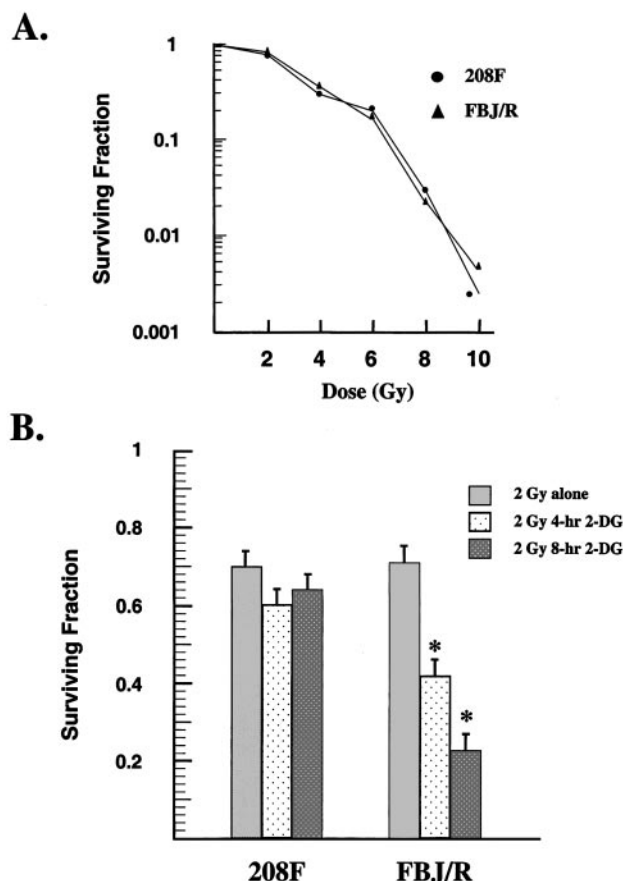 A.
1
0.1
0.01
0.001
Surviving Fraction
208F
FBJ/R
2 4 6 8 10
Dose (Gy)
B.
1
0.8
0.6
0.4
0.2
Surviving Fraction
2 Gy alone
2 Gy 4-hr 2-DG
2 Gy 8-hr 2-DG
*
*
208F FBJ/R